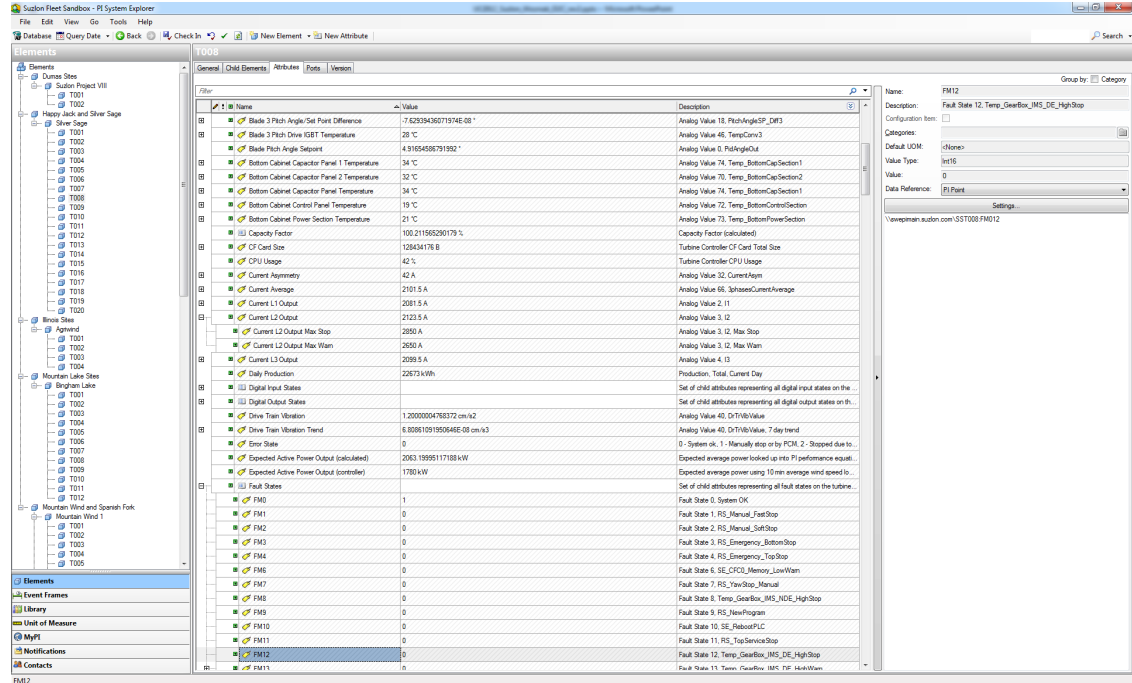 Suzlon Fleet Sandbox - PI System Explorer
File Edit View Go Tools Help
Database Query Date Back Check In New Element New Attribute Search
Elements
T008
General Child Elements Attributes Ports Version
Group by: Category
Filter
Name Value Description
Elements
Dumas Sites
Suzlon Project VIII
T001
T002
Happy Jack and Silver Sage
Silver Sage
T001
T002
T003
T004
T005
T006
T007
T008
T009
T010
T011
T012
T013
T014
T015
T016
T017
T018
T019
T020
Illinois Sites
Agriwind
T001
T002
T003
T004
Mountain Lake Sites
Bingham Lake
T001
T002
T003
T004
T005
T006
T007
T008
T009
T010
T011
T012
Mountain Wind and Spanish Fork
Mountain Wind 1
T001
T002
T003
T004
T005
Elements
Event Frames
Library
Unit of Measure
MyPI
Notifications
Contacts
Blade 3 Pitch Angle/Set Point Difference -7.62939436071974E-08 ° Analog Value 18, PitchAngleSP_Diff3
Blade 3 Pitch Drive IGBT Temperature 28 °C Analog Value 46, TempConv3
Blade Pitch Angle Setpoint 4.91654586791992 ° Analog Value 0, PidAngleOut
Bottom Cabinet Capacitor Panel 1 Temperature 34 °C Analog Value 74, Temp_BottomCapSection1
Bottom Cabinet Capacitor Panel 2 Temperature 32 °C Analog Value 70, Temp_BottomCapSection2
Bottom Cabinet Capacitor Panel Temperature 34 °C Analog Value 74, Temp_BottomCapSection1
Bottom Cabinet Control Panel Temperature 19 °C Analog Value 72, Temp_BottomControlSection
Bottom Cabinet Power Section Temperature 21 °C Analog Value 73, Temp_BottomPowerSection
Capacity Factor 100.211565290179 % Capacity Factor (calculated)
CF Card Size 128434176 B Turbine Controller CF Card Total Size
CPU Usage 42 % Turbine Controller CPU Usage
Current Asymmetry 42 A Analog Value 32, CurrentAsym
Current Average 2101.5 A Analog Value 66, 3phasesCurrentAverage
Current L1 Output 2081.5 A Analog Value 2, I1
Current L2 Output 2123.5 A Analog Value 3, I2
Current L2 Output Max Stop 2850 A Analog Value 3, I2, Max Stop
Current L2 Output Max Warn 2650 A Analog Value 3, I2, Max Warn
Current L3 Output 2099.5 A Analog Value 4, I3
Daily Production 22673 kWh Production, Total, Current Day
Digital Input States Set of child attributes representing all digital input states on the ...
Digital Output States Set of child attributes representing all digital output states on th...
Drive Train Vibration 1.20000004768372 cm/s2 Analog Value 40, DrTrVibValue
Drive Train Vibration Trend 6.80861091950646E-08 cm/s3 Analog Value 40, DrTrVibValue, 7 day trend
Error State 0 0 - System ok, 1 - Manually stop or by PCM, 2 - Stopped due to...
Expected Active Power Output (calculated) 2063.19995117188 kW Expected average power looked up into PI performance equati...
Expected Active Power Output (controller) 1780 kW Expected average power using 10 min average wind speed lo...
Fault States Set of child attributes representing all fault states on the turbine...
FM0 1 Fault State 0, System OK
FM1 0 Fault State 1, RS_Manual_FastStop
FM2 0 Fault State 2, RS_Manual_SoftStop
FM3 0 Fault State 3, RS_Emergency_BottomStop
FM4 0 Fault State 4, RS_Emergency_TopStop
FM6 0 Fault State 6, SE_CFC0_Memory_LowWarn
FM7 0 Fault State 7, RS_YawStop_Manual
FM8 0 Fault State 8, Temp_GearBox_IMS_NDE_HighStop
FM9 0 Fault State 9, RS_NewProgram
FM10 0 Fault State 10, SE_RebootPLC
FM11 0 Fault State 11, RS_TopServiceStop
FM12 0 Fault State 12, Temp_GearBox_IMS_DE_HighStop
FM13 0 Fault State 13, Temp_GearBox_IMS_DE_HighWarn
Name: FM12
Description: Fault State 12, Temp_GearBox_IMS_DE_HighStop
Configuration Item:
Categories:
Default UOM: <None>
Value Type: Int16
Value: 0
Data Reference: PI Point
Settings...
\\swepimain.suzlon.com\SST008:FM012
FM12